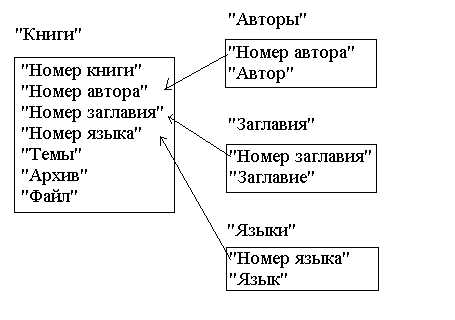 "Книги"
"Номер книги"
"Номер автора"
"Номер заглавия"
"Номер языка"
"Темы"
"Архив"
"Файл"
"Авторы"
"Номер автора"
"Автор"
"Заглавия"
"Номер заглавия"
"Заглавие"
"Языки"
"Номер языка"
"Язык"